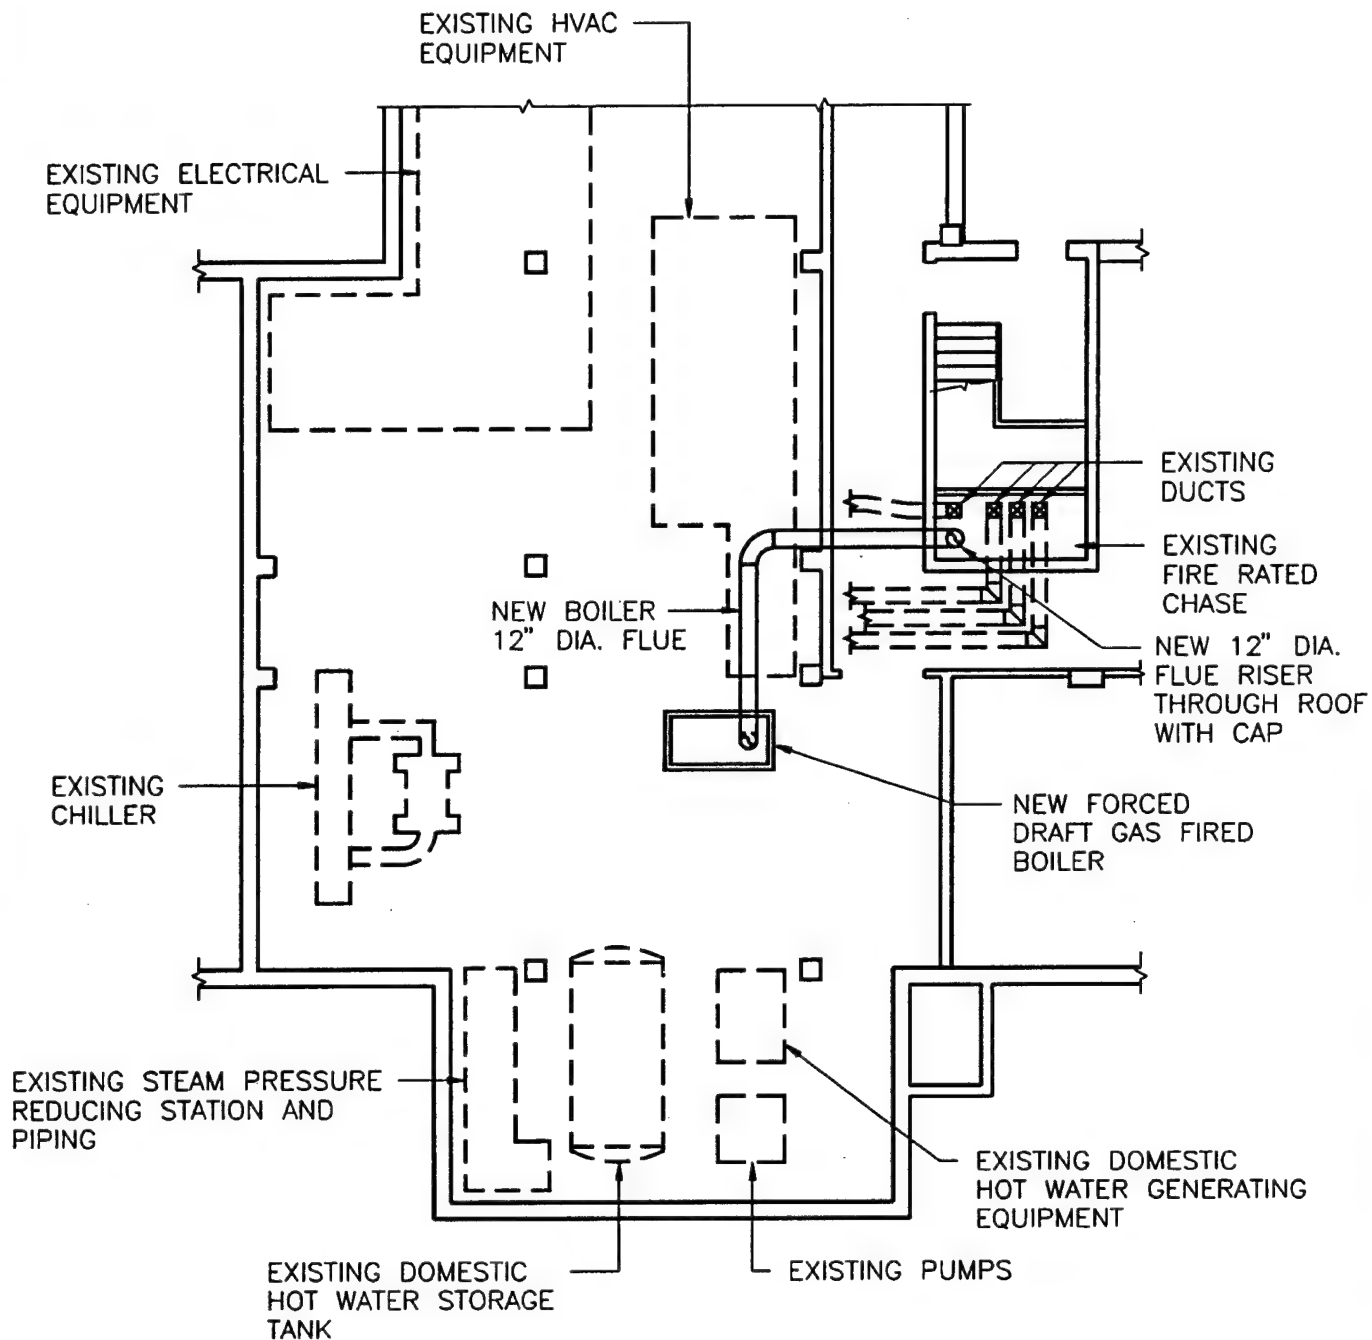 EXISTING HVAC
EQUIPMENT
EXISTING ELECTRICAL
EQUIPMENT
EXISTING
DUCTS
EXISTING
FIRE RATED
CHASE
NEW BOILER
12" DIA. FLUE
NEW 12" DIA.
FLUE RISER
THROUGH ROOF
WITH CAP
EXISTING
CHILLER
NEW FORCED
DRAFT GAS FIRED
BOILER
EXISTING STEAM PRESSURE
REDUCING STATION AND
PIPING
EXISTING DOMESTIC
HOT WATER GENERATING
EQUIPMENT
EXISTING DOMESTIC
HOT WATER STORAGE
TANK
EXISTING PUMPS